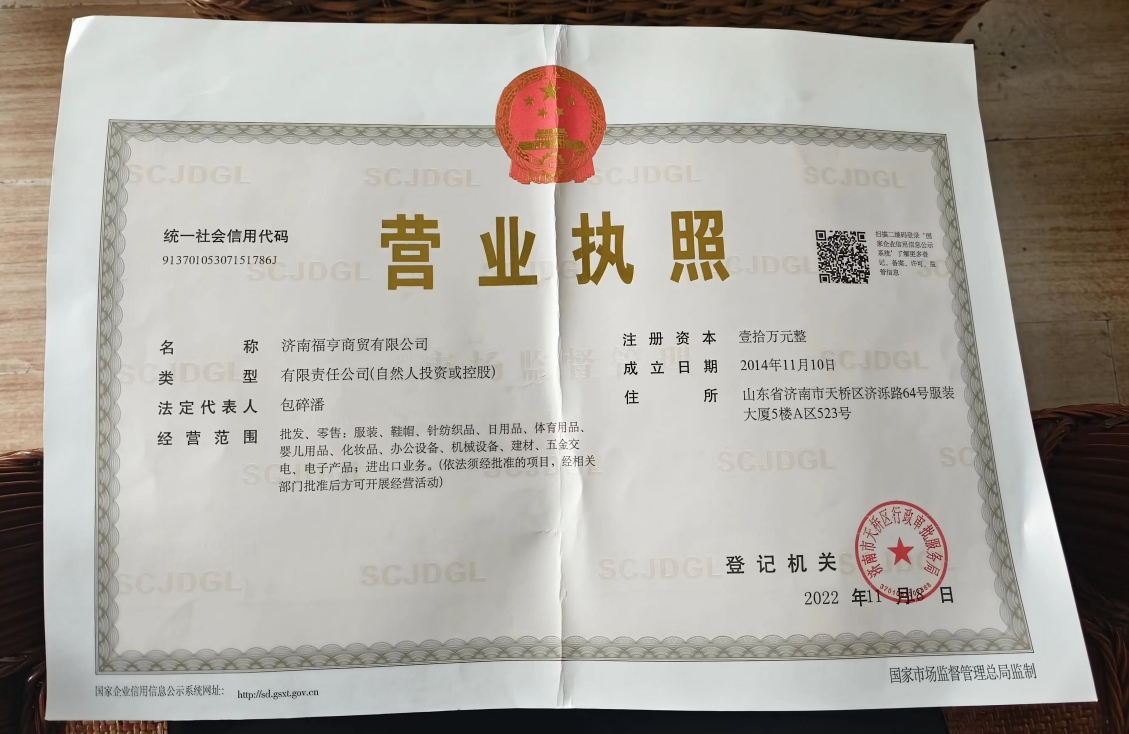 营业执照
统一社会信用代码
91370105307151786J
扫描二维码登录“国
家企业信用信息公示
系统”了解更多登
记、备案、许可、监
管信息
名 称 济南福亨商贸有限公司
类 型 有限责任公司(自然人投资或控股)
法定代表人 包碎潘
经营范围 批发、零售：服装、鞋帽、针纺织品、日用品、体育用品、
婴儿用品、化妆品、办公设备、机械设备、建材、五金交
电、电子产品；进出口业务。(依法须经批准的项目，经相关
部门批准后方可开展经营活动)
注册资本 壹拾万元整
成立日期 2014年11月10日
住 所 山东省济南市天桥区济泺路64号服装
大厦5楼A区523号
登记机关
济南市天桥区行政审批服务局
2022 年11 月18 日
国家企业信用信息公示系统网址： http://sd.gsxt.gov.cn
国家市场监督管理总局监制
SCJDGL
市场监督管理